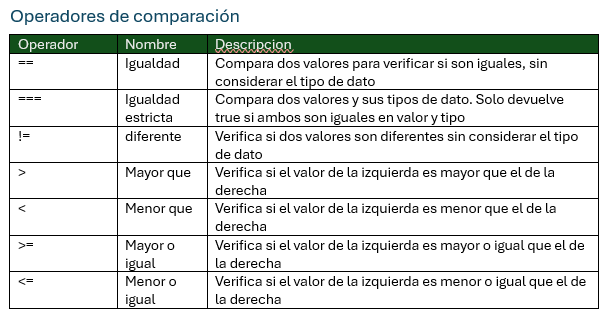 Operadores de comparación
Operador Nombre Descripcion
== Igualdad Compara dos valores para verificar si son iguales, sin
considerar el tipo de dato
=== Igualdad Compara dos valores y sus tipos de dato. Solo devuelve
estricta true si ambos son iguales en valor y tipo
!= diferente Verifica si dos valores son diferentes sin considerar el tipo
de dato
> Mayor que Verifica si el valor de la izquierda es mayor que el de la
derecha
< Menor que Verifica si el valor de la izquierda es menor que el de la
derecha
>= Mayor o Verifica si el valor de la izquierda es mayor o igual que el de
igual la derecha
<= Menor o Verifica si el valor de la izquierda es menor o igual que el de
igual la derecha